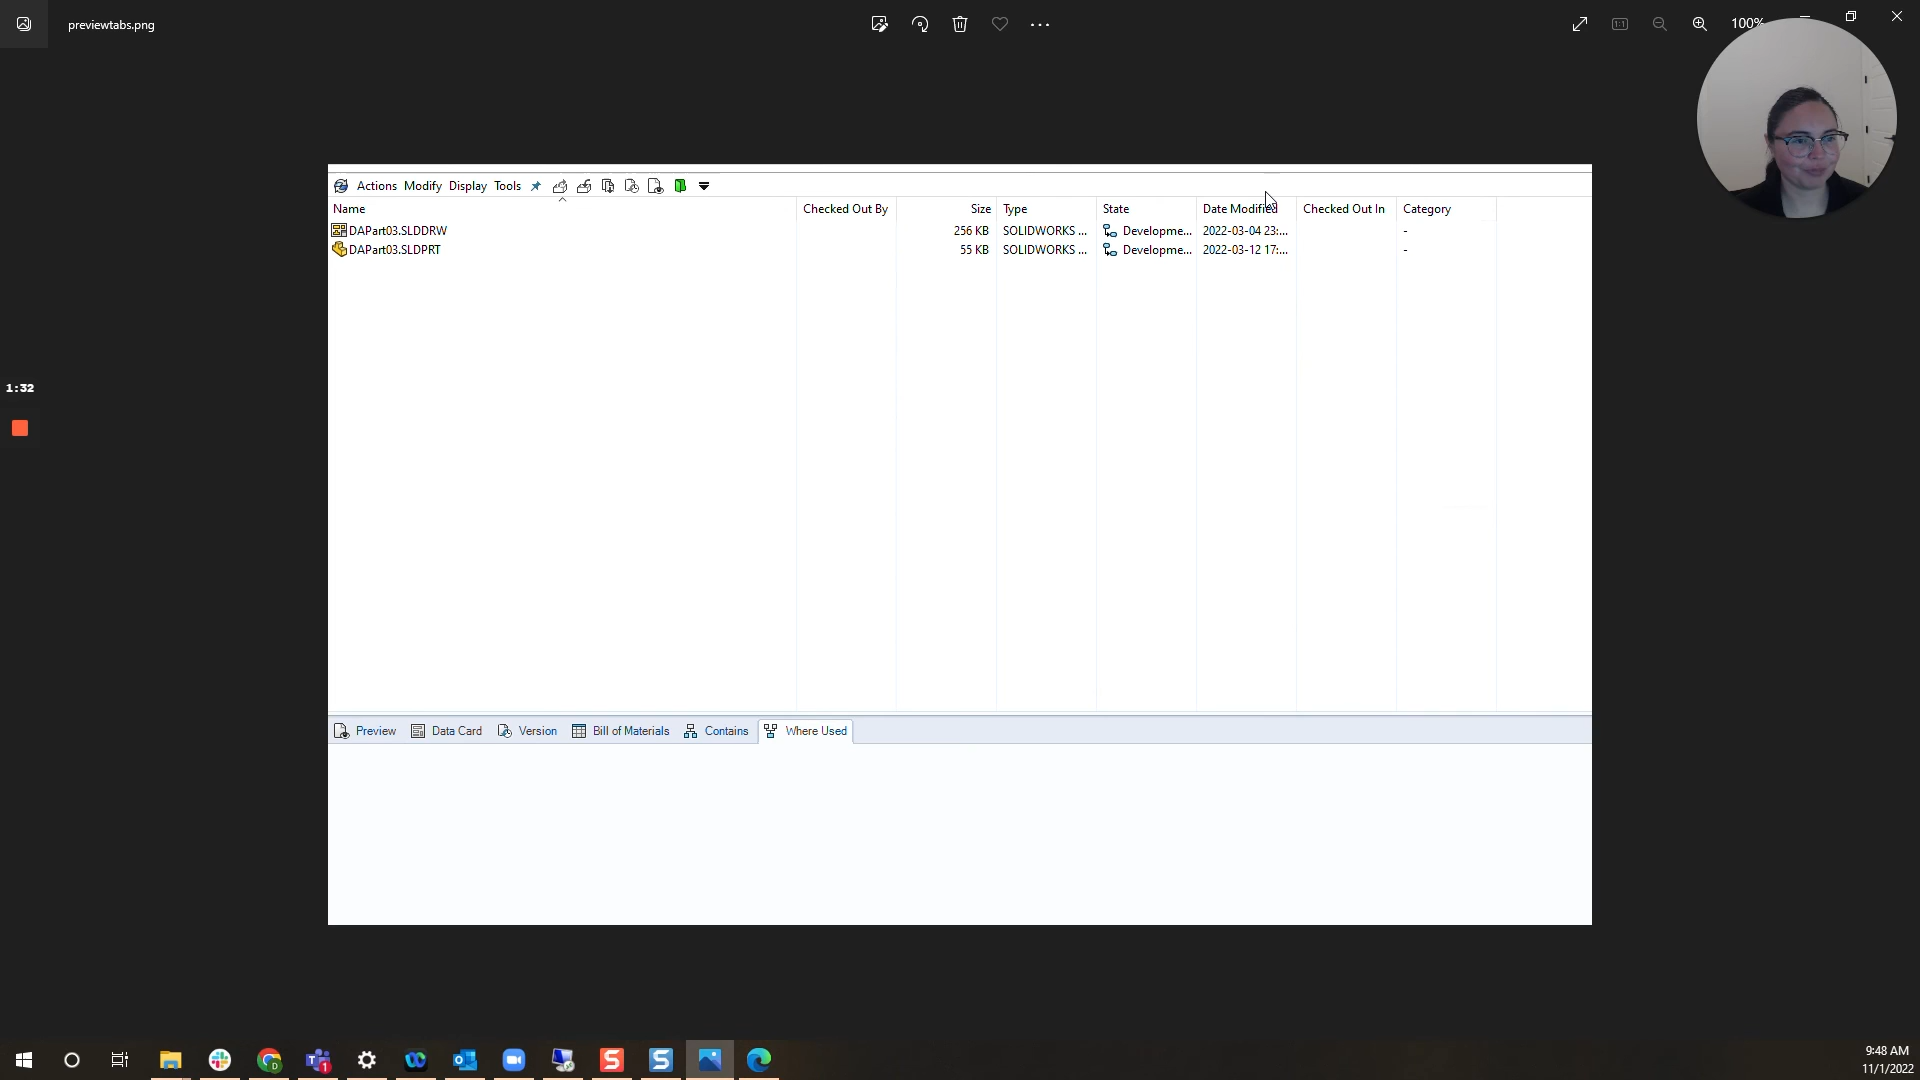 previewtabs.png
100%
Actions Modify Display Tools
Name Checked Out By Size Type State Date Modified Checked Out In Category
DAPart03.SLDDRW 256 KB SOLIDWORKS ... Developme... 2022-03-04 23:... -
DAPart03.SLDPRT 55 KB SOLIDWORKS ... Developme... 2022-03-12 17:... -
1:32
Preview Data Card Version Bill of Materials Contains Where Used
9:48 AM
11/1/2022